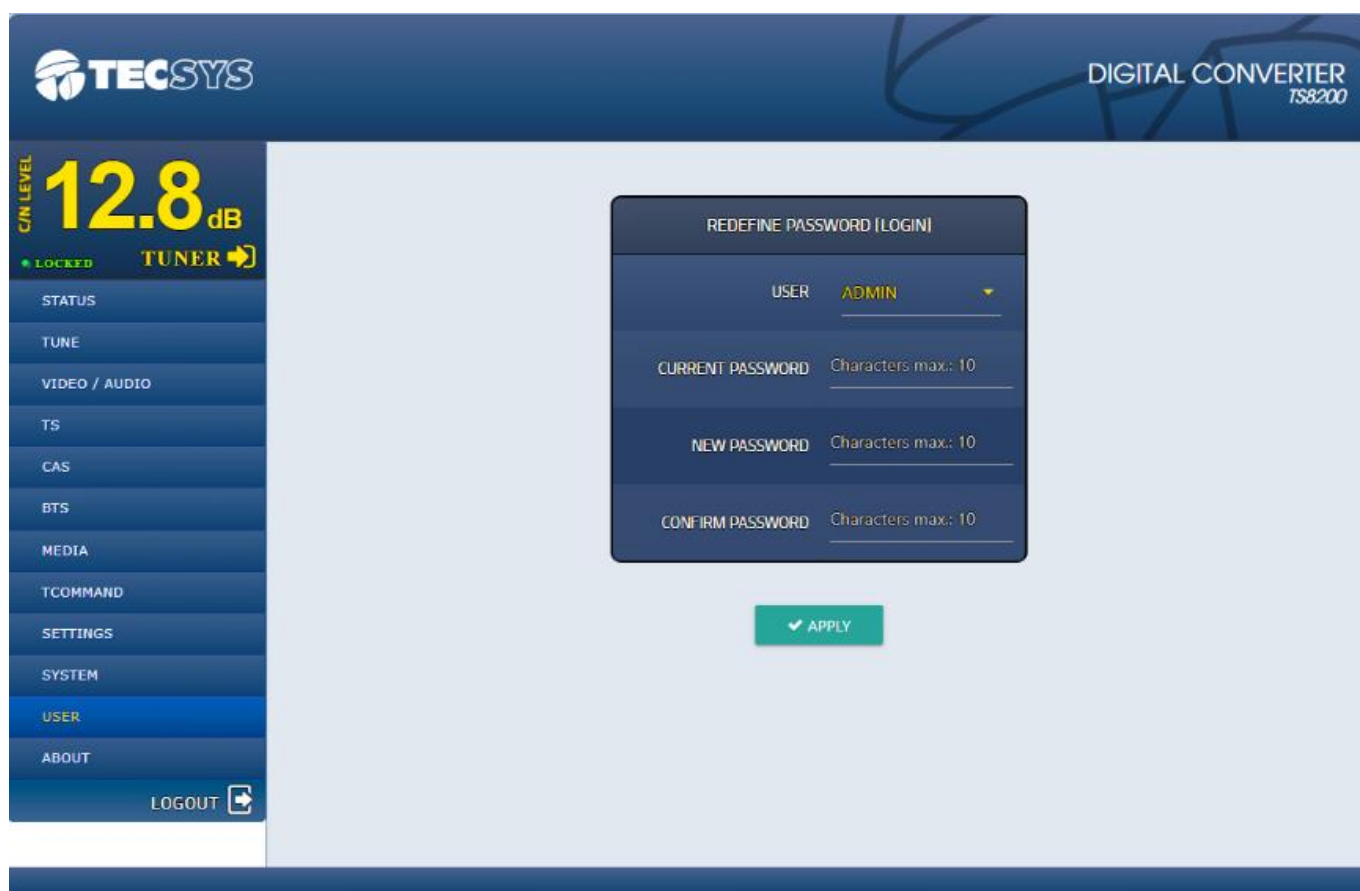 TECSYS
DIGITAL CONVERTER
TS8200
C/N LEVEL
12.8 dB
LOCKED TUNER
STATUS
TUNE
VIDEO / AUDIO
TS
CAS
BTS
MEDIA
TCOMMAND
SETTINGS
SYSTEM
USER
ABOUT
LOGOUT
REDEFINE PASSWORD [LOGIN]
USER ADMIN
CURRENT PASSWORD Characters max.: 10
NEW PASSWORD Characters max.: 10
CONFIRM PASSWORD Characters max.: 10
APPLY